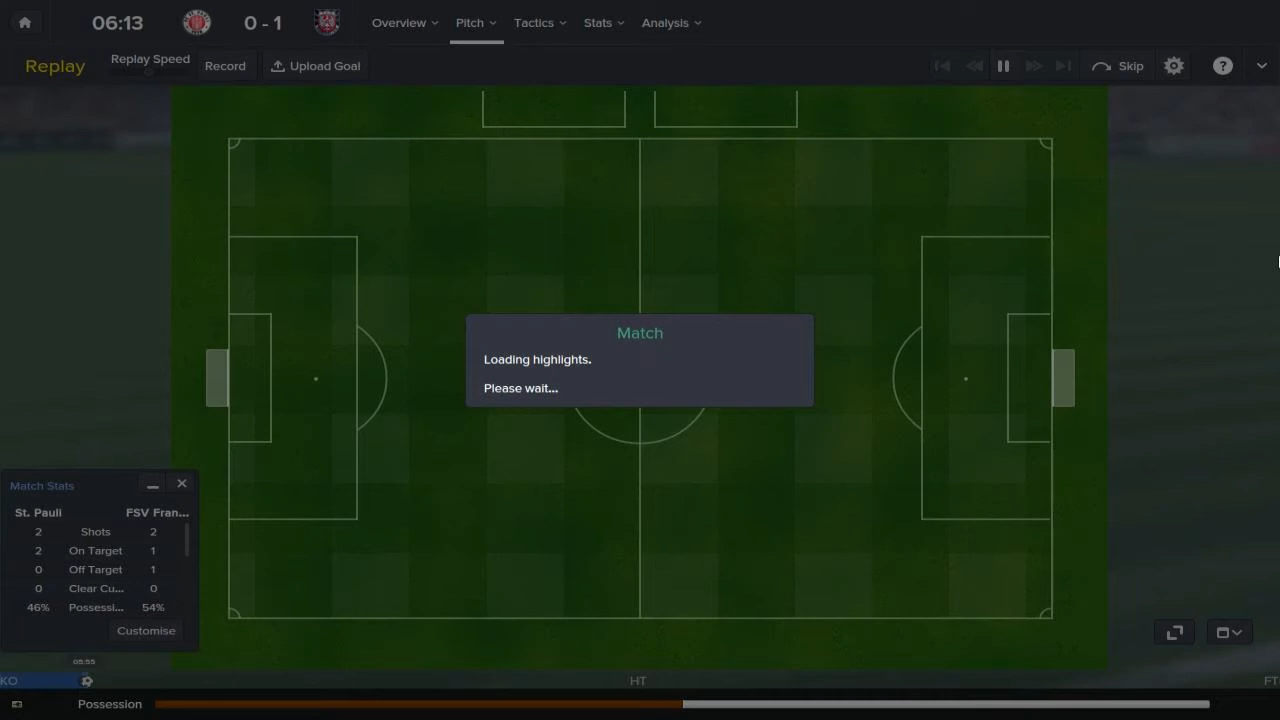 06:13
0 - 1
Overview
Pitch
Tactics
Stats
Analysis
Replay
Replay Speed
Record
Upload Goal
Skip
?
Match
Loading highlights.
Please wait...
Match Stats
St. Pauli FSV Fran...
2 Shots 2
2 On Target 1
0 Off Target 1
0 Clear Cu... 0
46% Possessi... 54%
Customise
05:55
KO
HT
FT
Possession